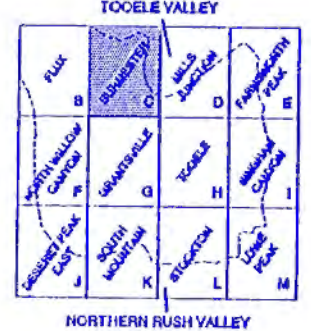 TOOELE VALLEY
FLUX
B
BURMESTER
C
MILLS
JUNCTION
D
FARNSWORTH
PEAK
E
NORTH WILLOW
CANYON
F
GRANTSVILLE
G
TOOELE
H
BINGHAM
CANYON
I
DESERET PEAK
EAST
J
SOUTH
MOUNTAIN
K
STOCKTON
L
LOWE
PEAK
M
NORTHERN RUSH VALLEY